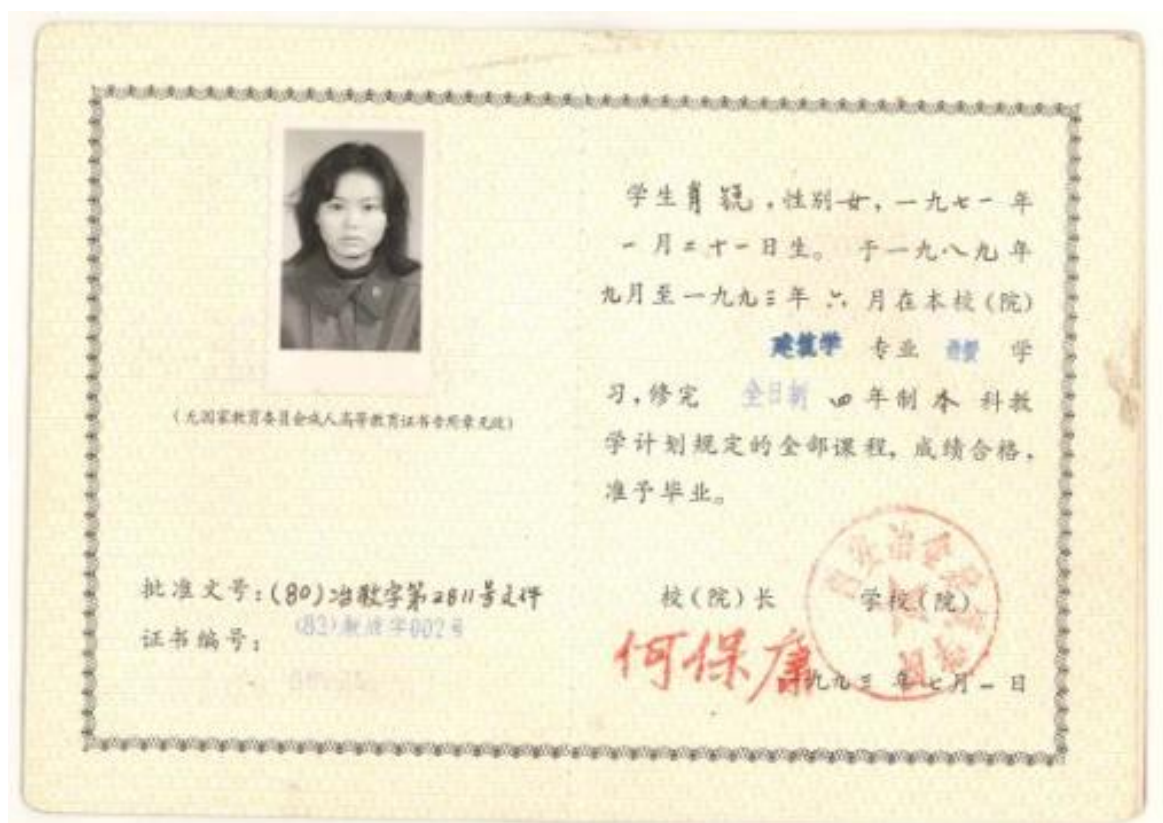 (无国家教育委员会成人高等教育证书专用章无效)
批准文号:(80)冶教字第2811号文件
证书编号:
学生肖锐,性别女,一九七一年
一月二十一日生。于一九八九年
九月至一九九三年六月在本校(院)
建筑学 专业 学
习,修完 全日制 四年制本科教
学计划规定的全部课程,成绩合格,
准予毕业。
校(院)长 学校(院)
何保康
一九九三年七月一日